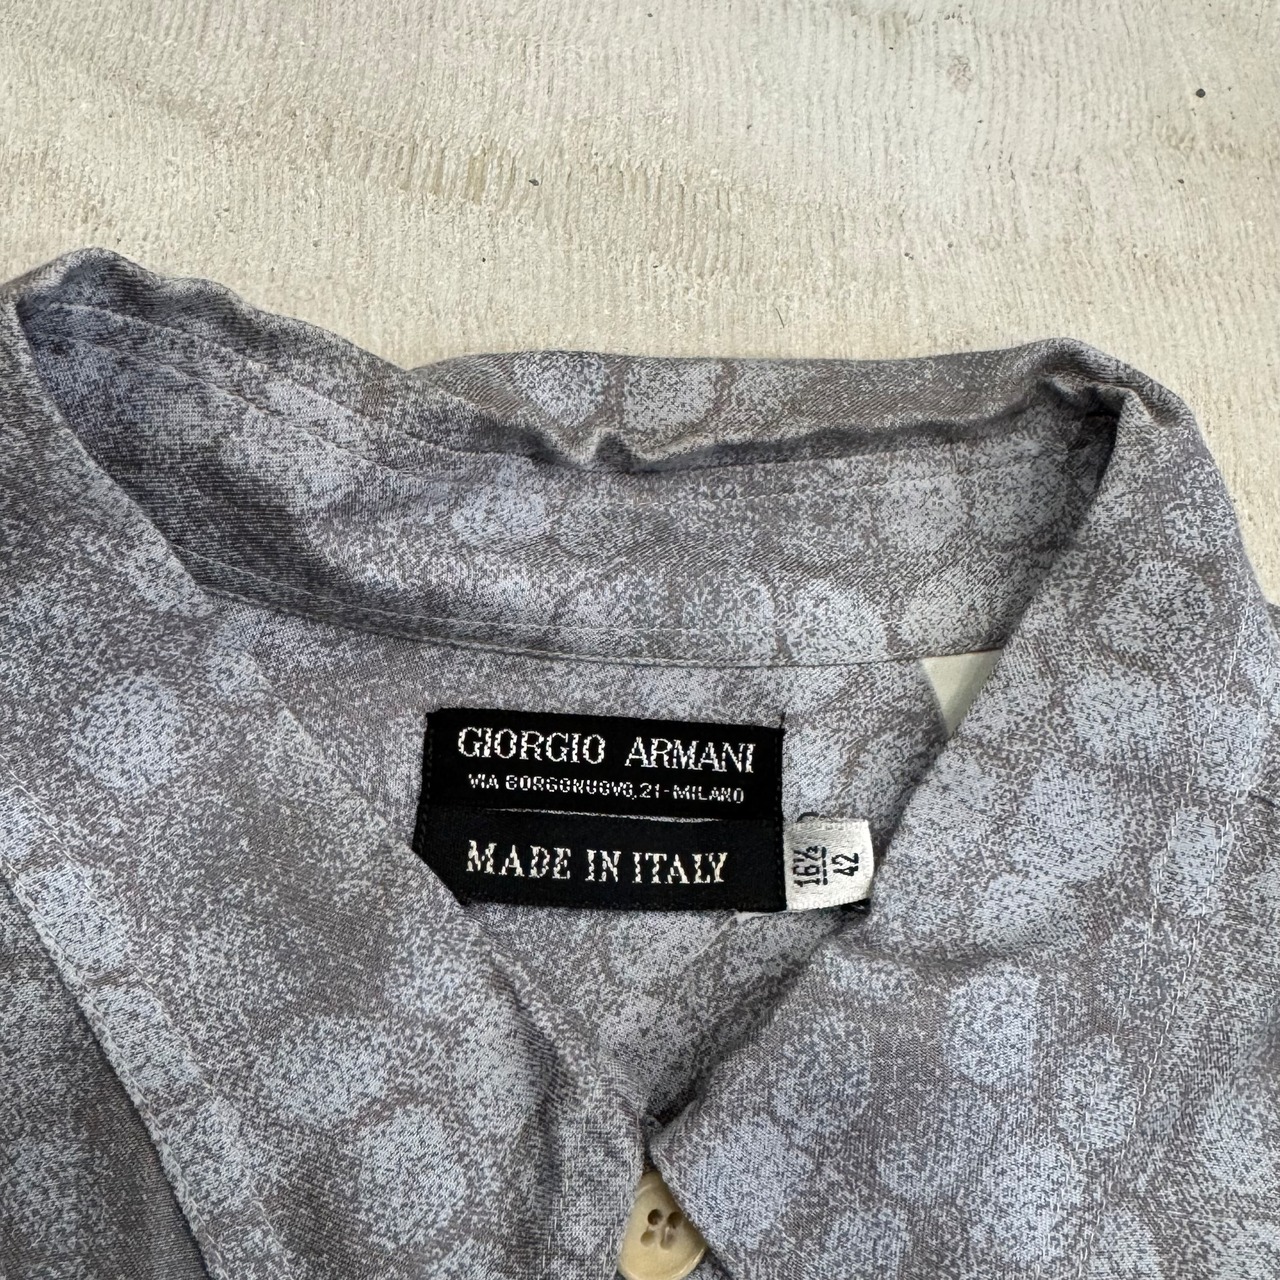 GIORGIO ARMANI
VIA BORGONUOVO, 21-MILANO
MADE IN ITALY
16½
42